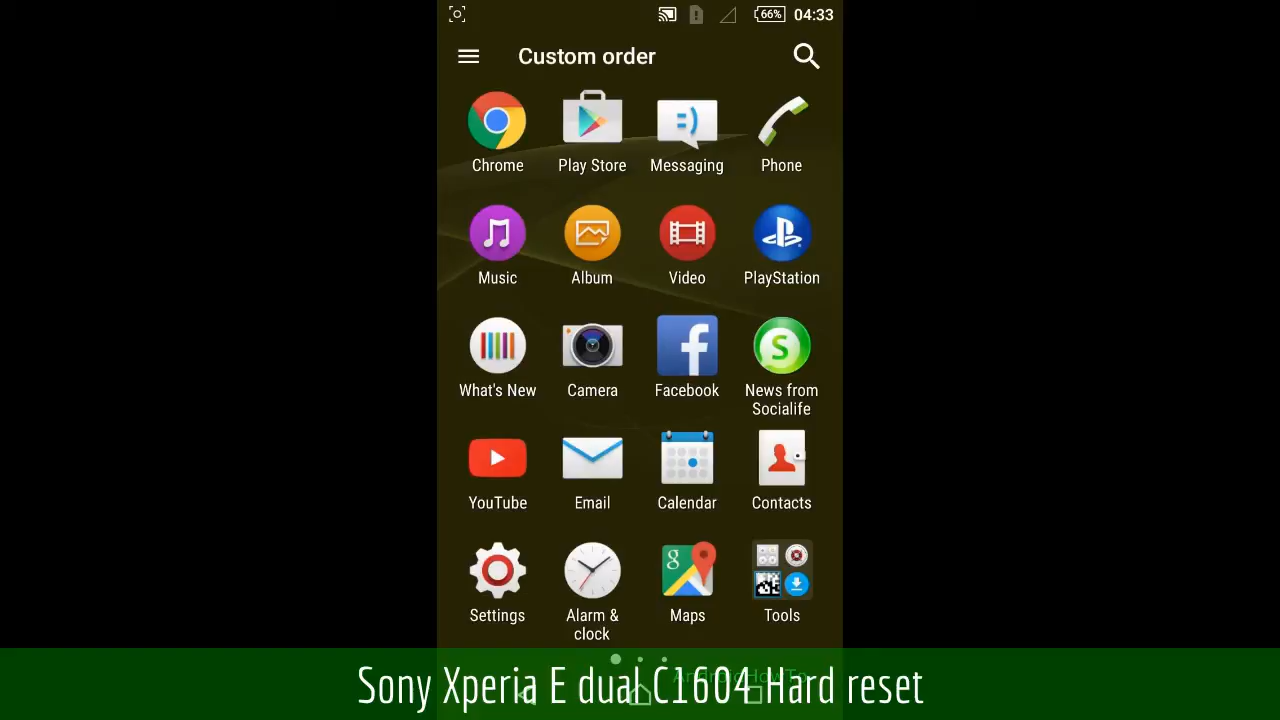 66% 04:33
Custom order
Chrome Play Store Messaging Phone
Music Album Video PlayStation
What's New Camera Facebook News from
Socialife
YouTube Email Calendar Contacts
Settings Alarm & Maps Tools
clock
AndroidHowTo
Sony Xperia E dual C1604 Hard reset